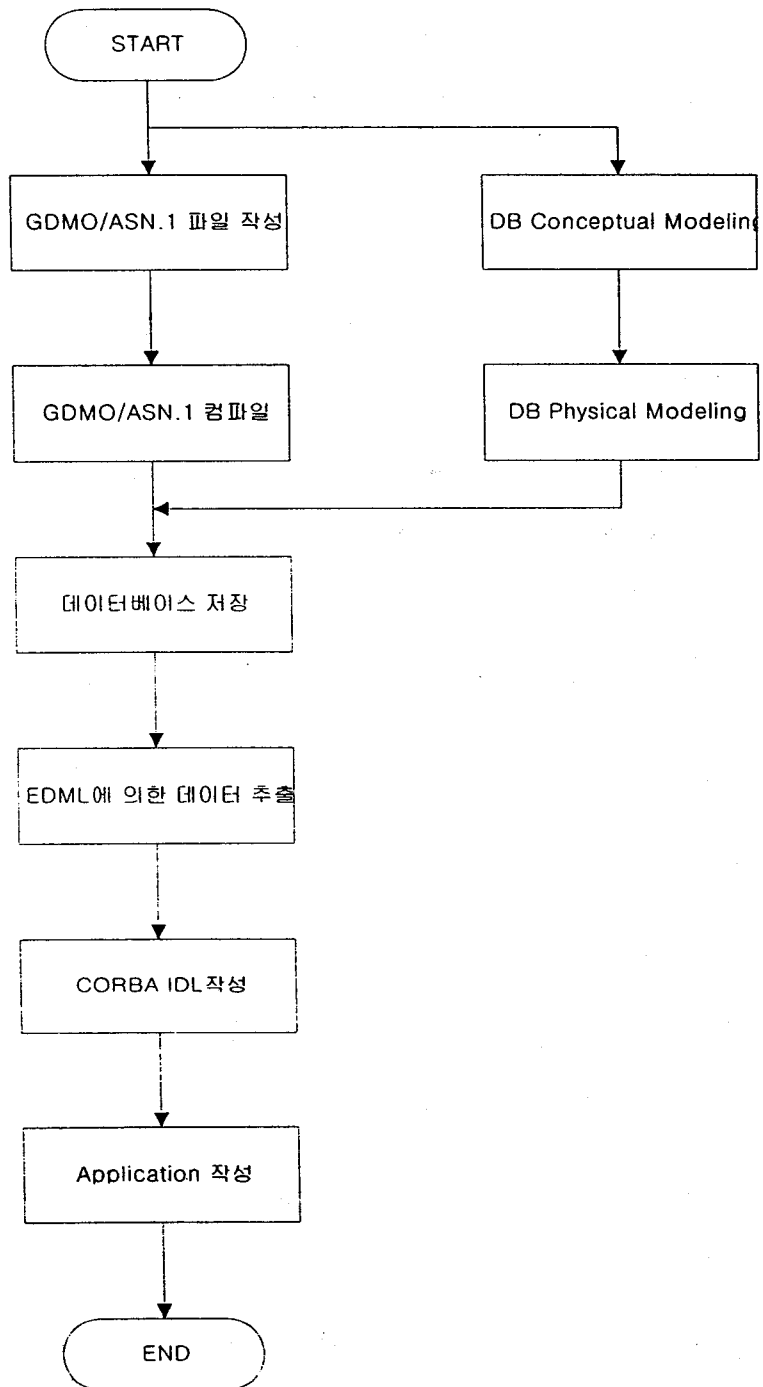 START
GDMO/ASN.1 파일 작성
DB Conceptual Modeling
GDMO/ASN.1 컴파일
DB Physical Modeling
데이터베이스 저장
EDML에 의한 데이터 추출
CORBA IDL작성
Application 작성
END